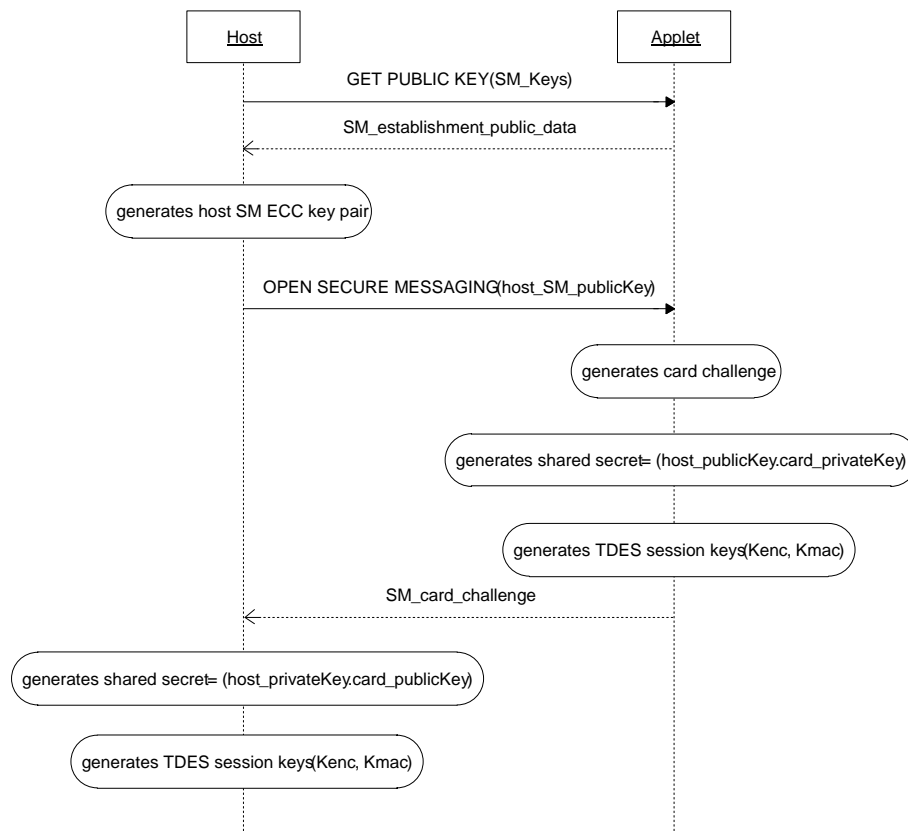 Host
Applet
GET PUBLIC KEY(SM_Keys)
SM_establishment_public_data
generates host SM ECC key pair
OPEN SECURE MESSAGING(host_SM_publicKey)
generates card challenge
generates shared secret= (host_publicKey.card_privateKey)
generates TDES session keys(Kenc, Kmac)
SM_card_challenge
generates shared secret= (host_privateKey.card_publicKey)
generates TDES session keys(Kenc, Kmac)